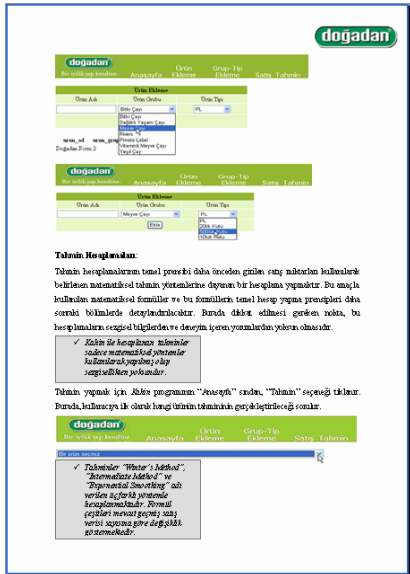 doğadan
doğadan
Bir iyilik yap kendine.
Anasayfa
Ürün Ekleme
Grup-Tip Ekleme
Satış Tahmin
Ürün Ekleme
Ürün Adı Ürün Grubu Ürün Tipi
Bitki Çayı PL
Bitki Çayı
Sağlıklı Yaşam Çayı
Meyve Çayı
Private Label
Vitaminli Meyve Çayı
Yeşil Çay
Doğadan Form 2
doğadan
Bir iyilik yap kendine.
Anasayfa
Ürün Ekleme
Grup-Tip Ekleme
Satış Tahmin
Ürün Ekleme
Ürün Adı Ürün Grubu Ürün Tipi
Meyve Çayı PL
Ekle
PL
20lik Kutu
Tahmin Hesaplamaları:
Tahmin hesaplamalarının temel prensibi daha önceden girilen satış miktarları kullanılarak
belirlenen matematiksel tahmin yöntemlerine dayanan bir hesaplama yapmaktır. Bu amaçla
kullanılan matematiksel formüller ve bu formüllerin temel hesap yapma prensipleri daha
sonraki bölümlerde detaylandırılacaktır. Burada dikkat edilmesi gereken nokta, bu
hesaplamaların sezgisel bilgilerden ve deneyim içeren yorumlardan yoksun olmasıdır.
✓ Kahin ile hesaplanan tahminler
sadece matematiksel yöntemler
kullanılarak yapılmış olup
sezgisellikten yoksundur.
Tahmin yapmak için Kahin programının "Anasayfa" sından, "Tahmin" seçeneği tıklanır.
Burada, kullanıcıya ilk olarak hangi ürünün tahmininin gerçekleştirileceği sorulur.
doğadan
Bir iyilik yap kendine.
Anasayfa
Ürün Ekleme
Grup-Tip Ekleme
Satış Tahmin
Bir ürün seçiniz
✓ Tahminler "Winter's Method",
"Intermediate Method" ve
"Exponential Smoothing" adı
verilen üç farklı yöntemle
hesaplanmaktadır. Formül
çeşitleri mevcut geçmiş satış
verisi sayısına göre değişiklik
göstermektedir.